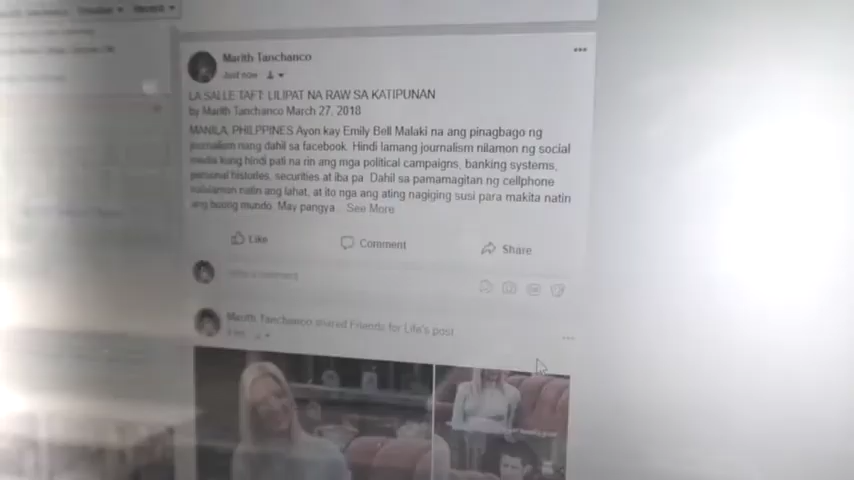 Marith Tanchanco
Just now
LA SALLE TAFT: LILIPAT NA RAW SA KATIPUNAN
by Marith Tanchanco March 27, 2018
MANILA, PHILIPPINES Ayon kay Emily Bell Malaki na ang pinagbago ng
journalism nang dahil sa facebook. Hindi lamang journalism nilamon ng social
media kung hindi pati na rin ang mga political campaigns, banking systems,
personal histories, securities at iba pa. Dahil sa pamamagitan ng cellphone
nalalaman natin ang lahat, at ito nga ang ating nagiging susi para makita natin
ang buong mundo. May pangya... See More
Like Comment Share
Write a comment
Marith Tanchanco shared Friends for Life's post